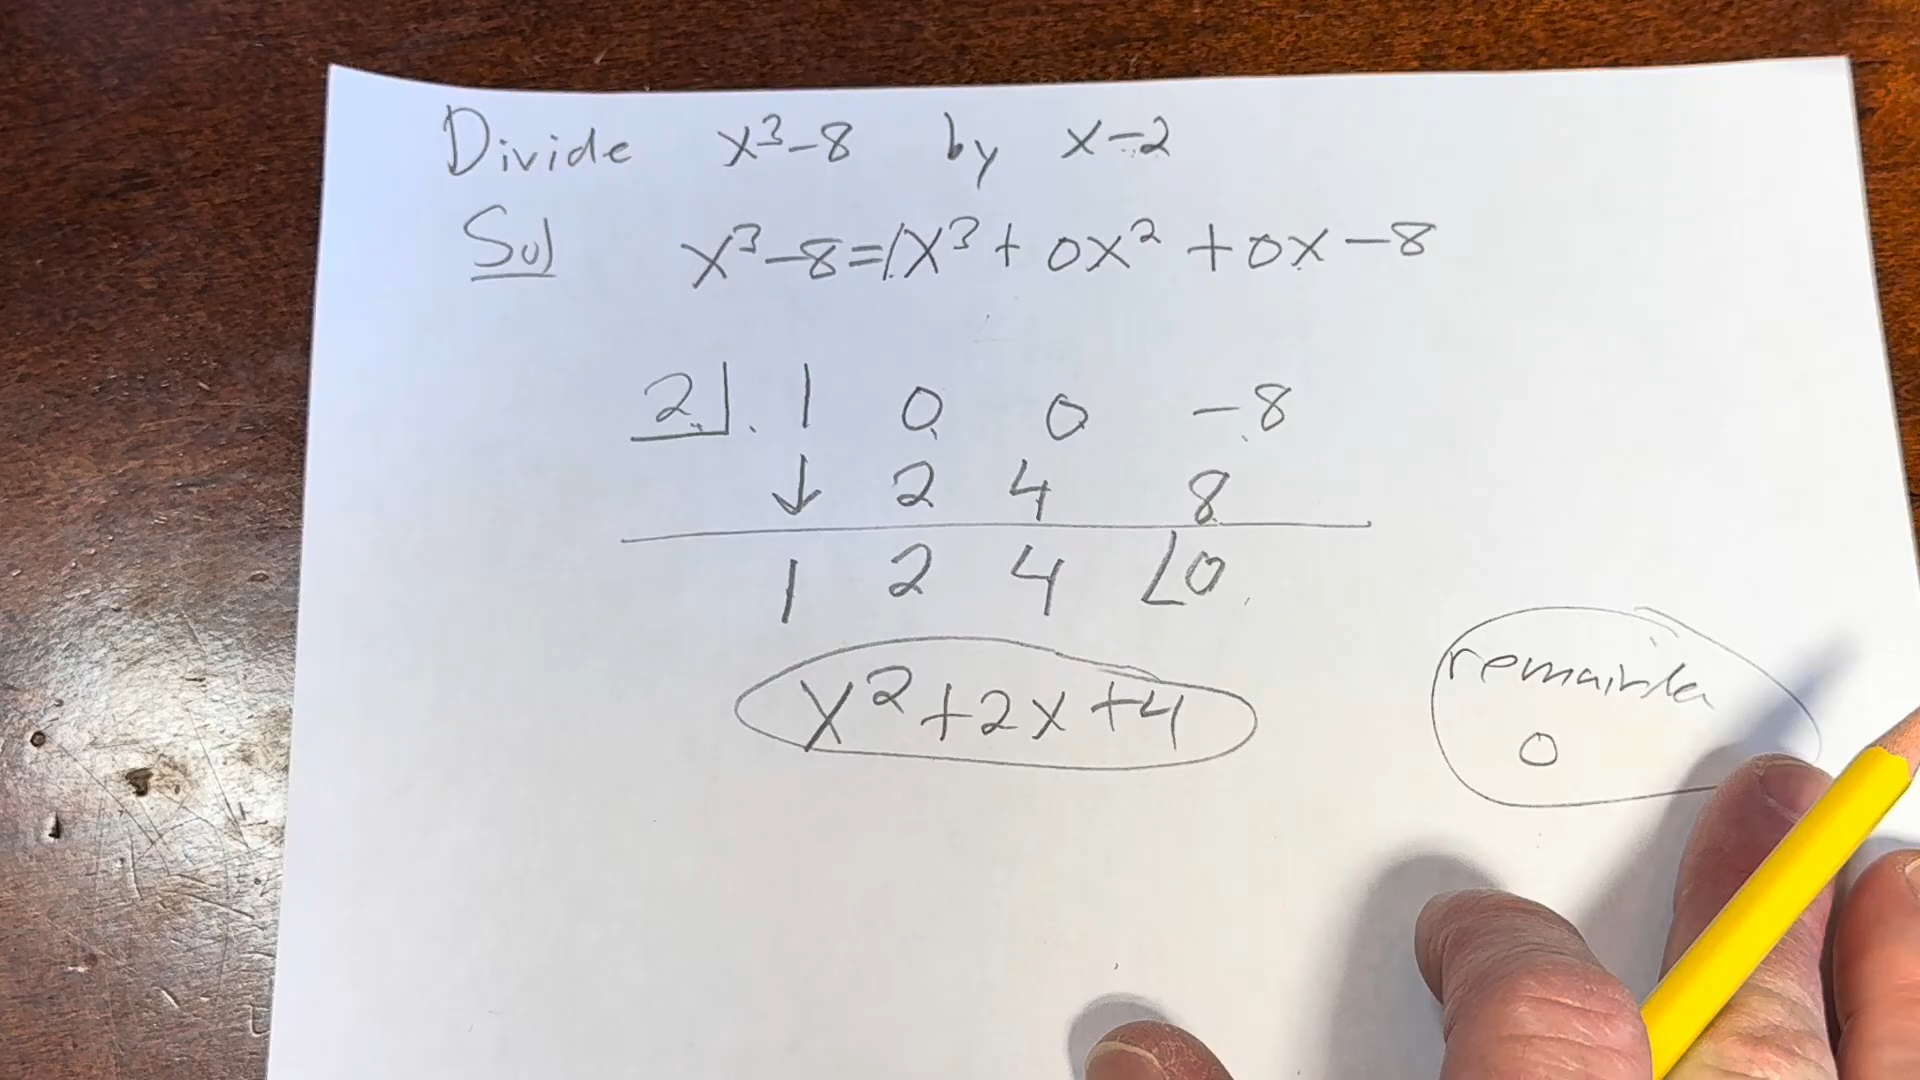 Divide x³-8 by x-2
Sol x³-8=1x³+0x²+0x-8
2 1 0 0 -8
↓ 2 4 8
1 2 4 0
x²+2x+4
remainder
0